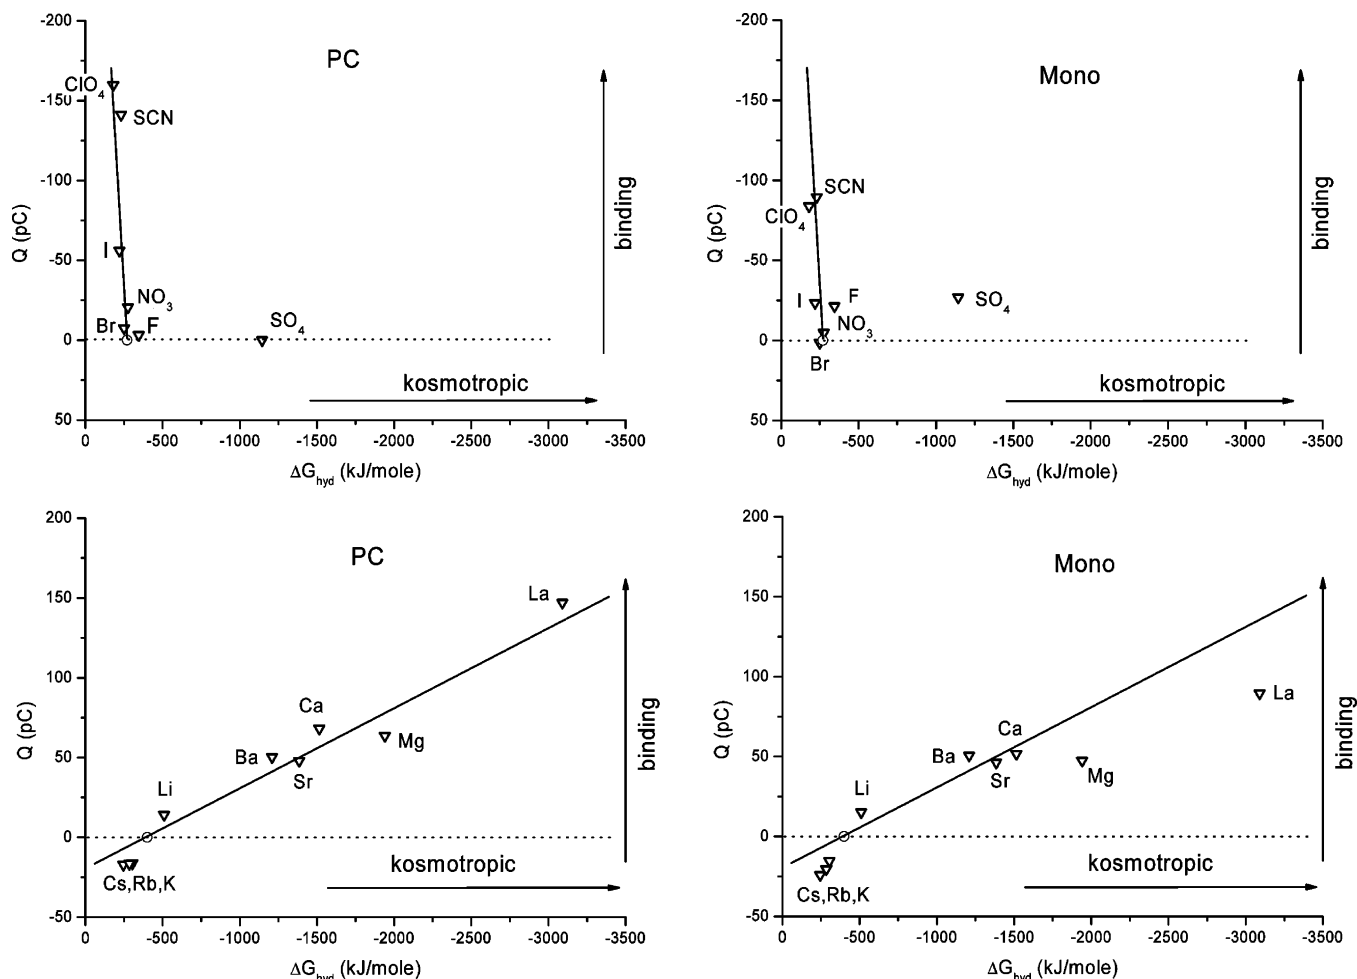 -200
-150
-100
-50
0
50
Q (pC)
PC
ClO4
SCN
I
NO3
Br
F
SO4
binding
kosmotropic
0
-500
-1000
-1500
-2000
-2500
-3000
-3500
ΔGhyd (kJ/mole)
-200
-150
-100
-50
0
50
Q (pC)
Mono
SCN
ClO4
I
F
NO3
Br
SO4
binding
kosmotropic
0
-500
-1000
-1500
-2000
-2500
-3000
-3500
ΔGhyd (kJ/mole)
200
150
100
50
0
-50
Q (pC)
PC
La
Ca
Ba
Mg
Sr
Li
Cs,Rb,K
binding
kosmotropic
0
-500
-1000
-1500
-2000
-2500
-3000
-3500
ΔGhyd (kJ/mole)
200
150
100
50
0
-50
Q (pC)
Mono
La
Ca
Ba
Sr
Mg
Li
Cs,Rb,K
binding
kosmotropic
0
-500
-1000
-1500
-2000
-2500
-3000
-3500
ΔGhyd (kJ/mole)